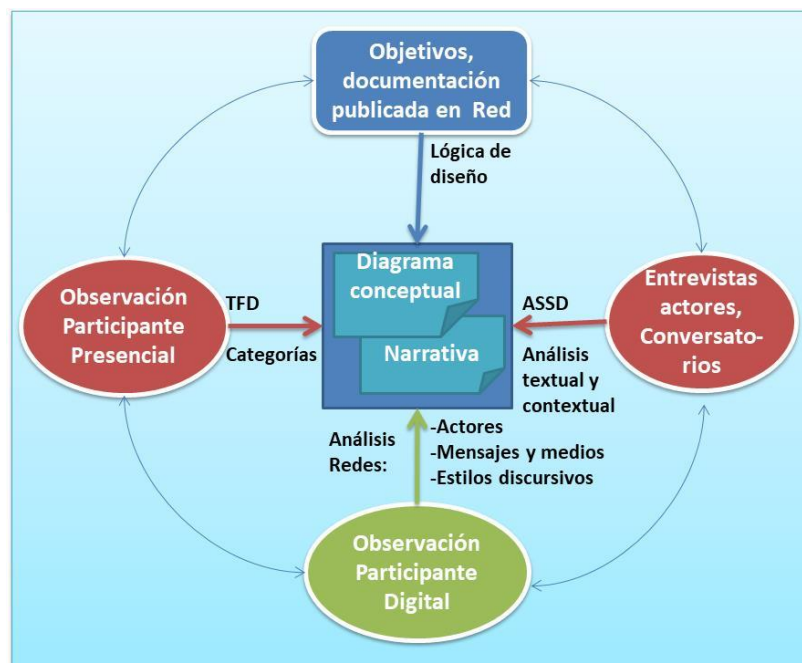 Objetivos,
documentación
publicada en Red
Lógica de
diseño
Observación
Participante
Presencial
TFD
Categorías
Diagrama
conceptual
Narrativa
ASSD
Análisis
textual y
contextual
Entrevistas
actores,
Conversato-
rios
Análisis
Redes:
-Actores
-Mensajes y medios
-Estilos discursivos
Observación
Participante
Digital